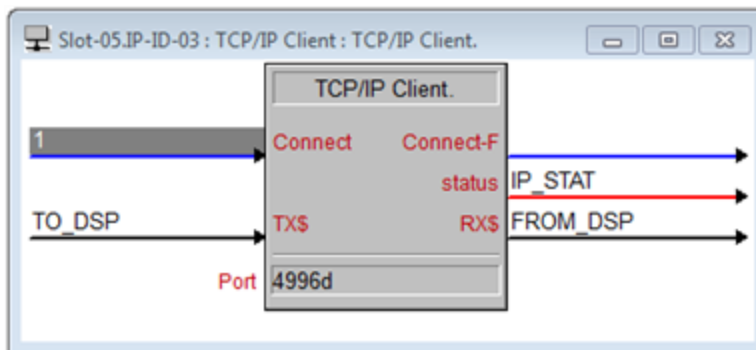 Slot-05.IP-ID-03 : TCP/IP Client : TCP/IP Client.
TCP/IP Client.
1 Connect Connect-F
status IP_STAT
TO_DSP TX$ RX$ FROM_DSP
Port 4996d